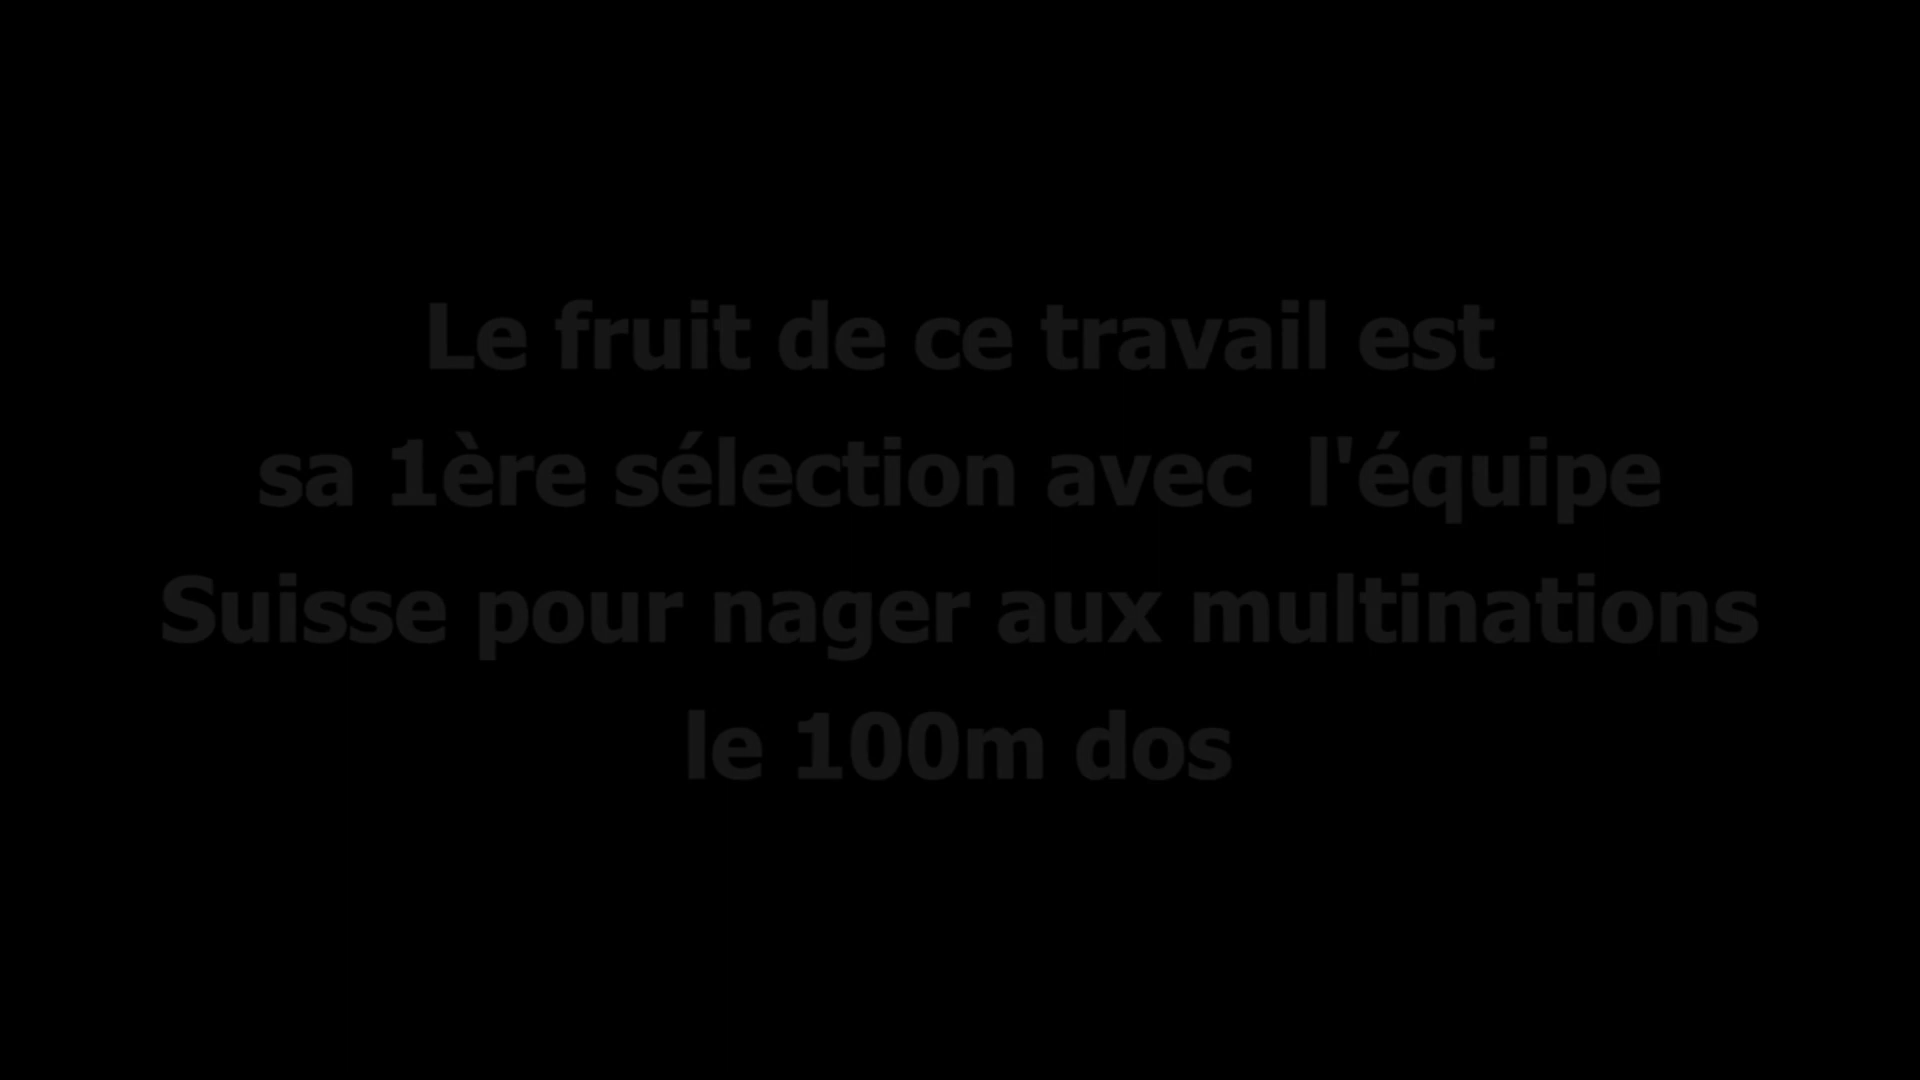 Le fruit de ce travail est
sa 1ère sélection avec  l'équipe
Suisse pour nager aux multinations
le 100m dos